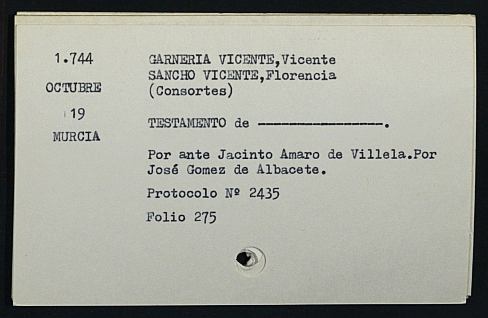 1.744
OCTUBRE
19
MURCIA
GARNERIA VICENTE,Vicente
SANCHO VICENTE,Florencia
(Consortes)
TESTAMENTO de ----------------.
Por ante Jacinto Amaro de Villela.Por
José Gomez de Albacete.
Protocolo Nº 2435
Folio 275